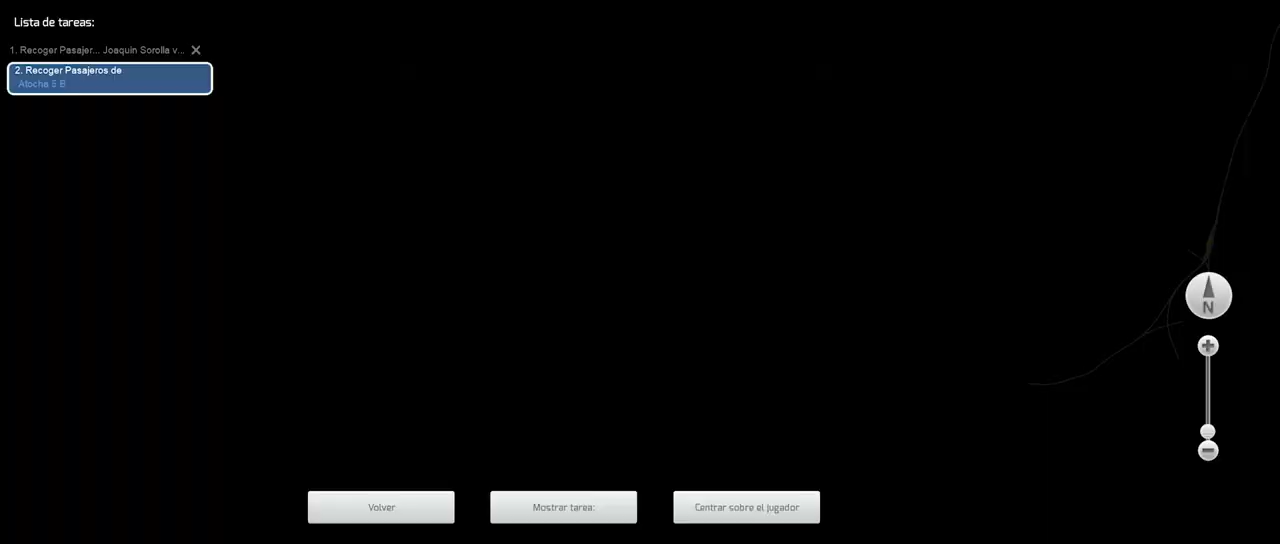 Lista de tareas:
1. Recoger Pasajer... Joaquin Sorolla v...
2. Recoger Pasajeros de
Atocha 5 B
N
Volver
Mostrar tarea:
Centrar sobre el jugador